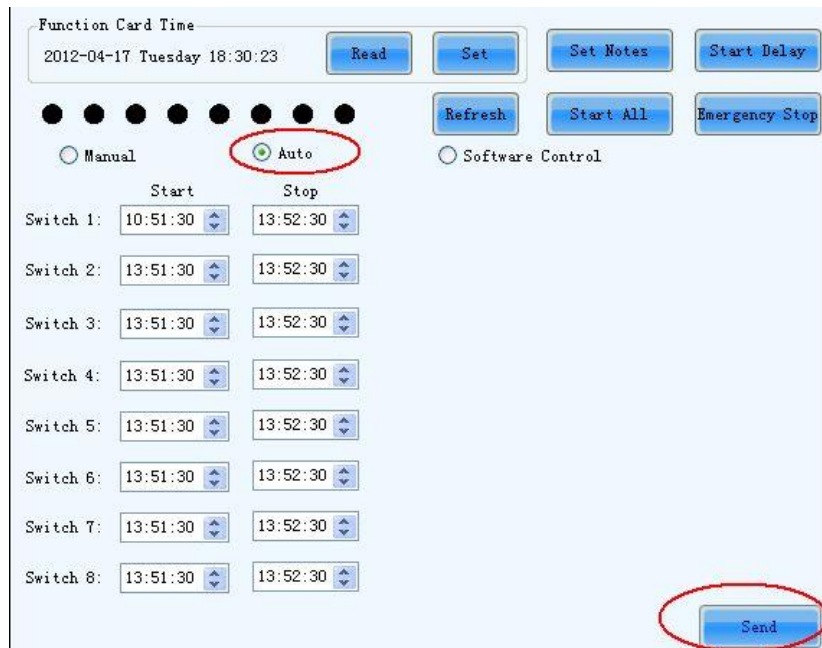 Function Card Time
2012-04-17 Tuesday 18:30:23 Read Set Set Notes Start Delay
Refresh Start All Emergency Stop
Manual Auto Software Control
Start Stop
Switch 1: 10:51:30 13:52:30
Switch 2: 13:51:30 13:52:30
Switch 3: 13:51:30 13:52:30
Switch 4: 13:51:30 13:52:30
Switch 5: 13:51:30 13:52:30
Switch 6: 13:51:30 13:52:30
Switch 7: 13:51:30 13:52:30
Switch 8: 13:51:30 13:52:30
Send